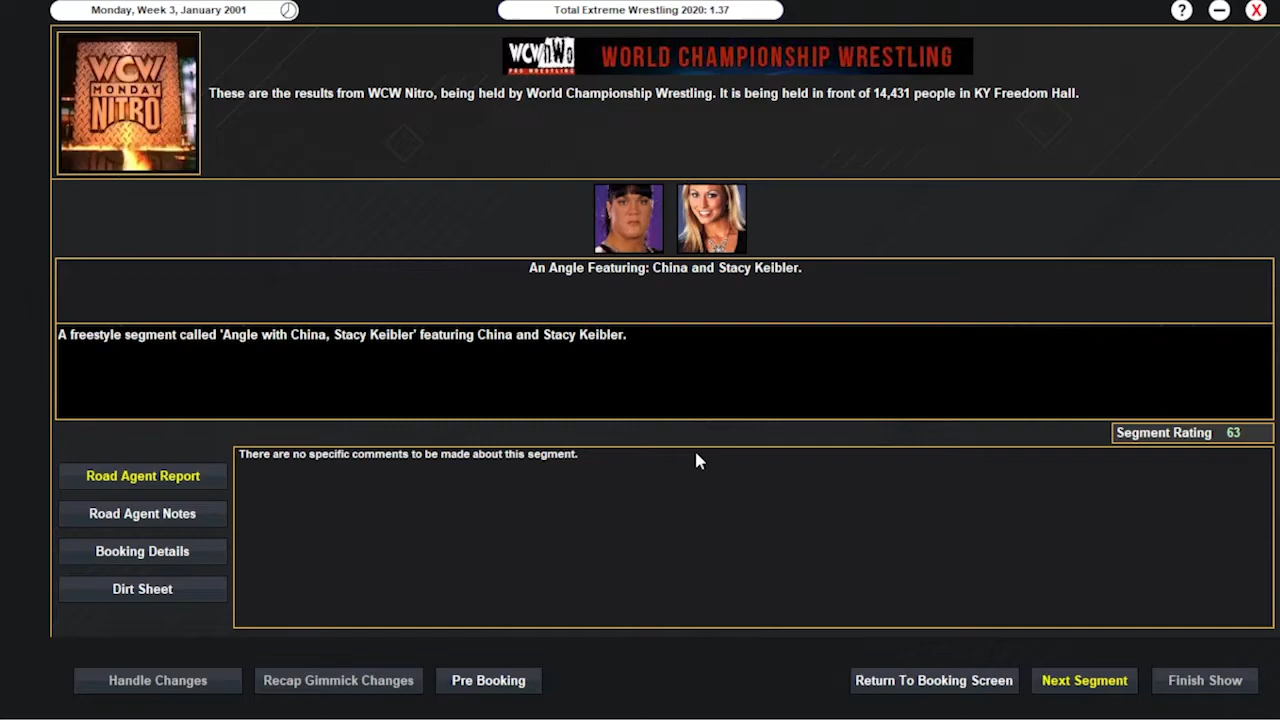 Monday, Week 3, January 2001
Total Extreme Wrestling 2020: 1.37
?
X
WCW
MONDAY
NITRO
WCW nWo
PRO WRESTLING
WORLD CHAMPIONSHIP WRESTLING
These are the results from WCW Nitro, being held by World Championship Wrestling. It is being held in front of 14,431 people in KY Freedom Hall.
An Angle Featuring: China and Stacy Keibler.
A freestyle segment called 'Angle with China, Stacy Keibler' featuring China and Stacy Keibler.
Segment Rating 63
There are no specific comments to be made about this segment.
Road Agent Report
Road Agent Notes
Booking Details
Dirt Sheet
Handle Changes
Recap Gimmick Changes
Pre Booking
Return To Booking Screen
Next Segment
Finish Show